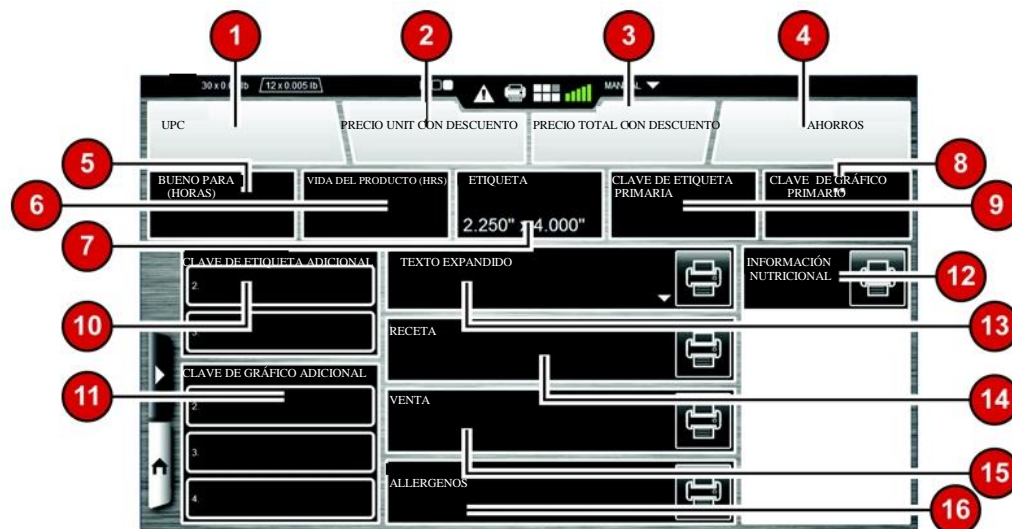 1
2
3
4
12 x 0.005 lb
MANUAL
UPC
PRECIO UNIT CON DESCUENTO
PRECIO TOTAL CON DESCUENTO
AHORROS
5
6
7
8
9
BUENO PARA
(HORAS)
VIDA DEL PRODUCTO (HRS)
ETIQUETA
2.250" x 4.000"
CLAVE DE ETIQUETA
PRIMARIA
CLAVE DE GRÁFICO
PRIMARIO
10
CLAVE DE ETIQUETA ADICIONAL
2.
3.
TEXTO EXPANDIDO
INFORMACIÓN
NUTRICIONAL
12
13
RECETA
11
CLAVE DE GRÁFICO ADICIONAL
2.
3.
4.
14
VENTA
15
ALLERGENOS
16